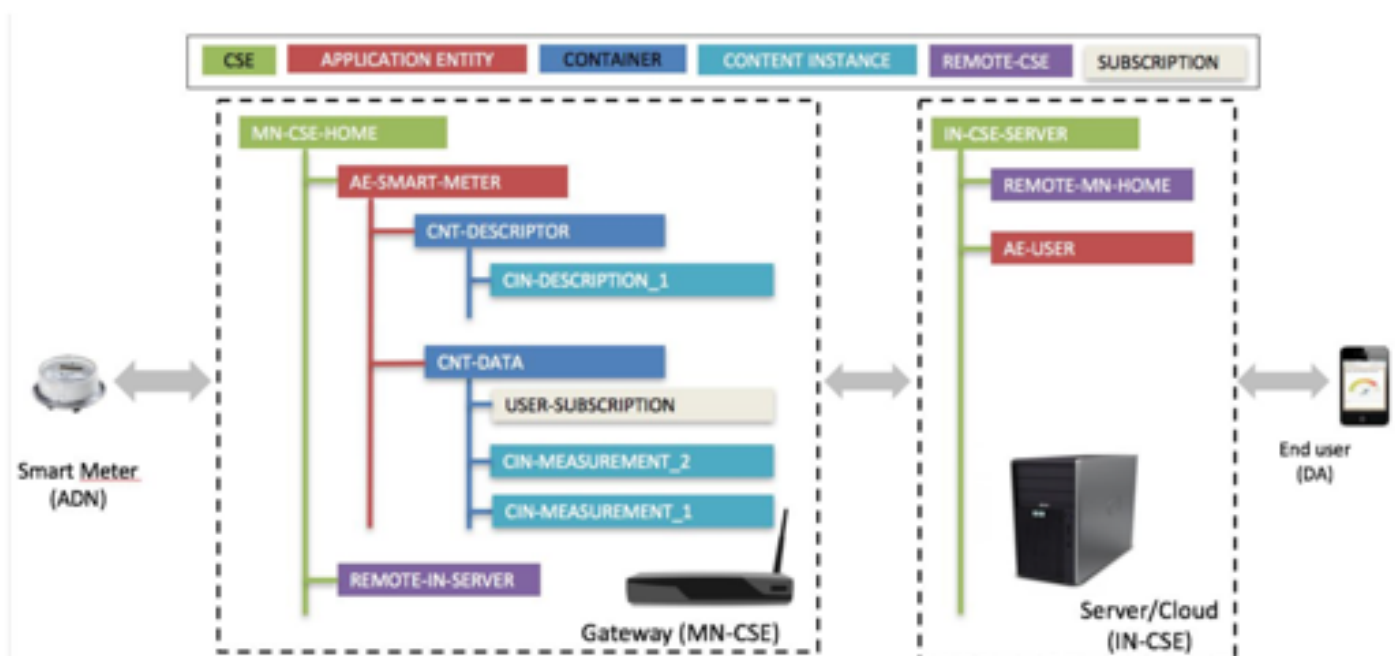 CSE APPLICATION ENTITY CONTAINER CONTENT INSTANCE REMOTE-CSE SUBSCRIPTION
MN-CSE-HOME
AE-SMART-METER
CNT-DESCRIPTOR
CIN-DESCRIPTION_1
CNT-DATA
USER-SUBSCRIPTION
CIN-MEASUREMENT_2
CIN-MEASUREMENT_1
REMOTE-IN-SERVER
Gateway (MN-CSE)
IN-CSE-SERVER
REMOTE-MN-HOME
AE-USER
Server/Cloud
(IN-CSE)
Smart Meter
(ADN)
End user
(DA)